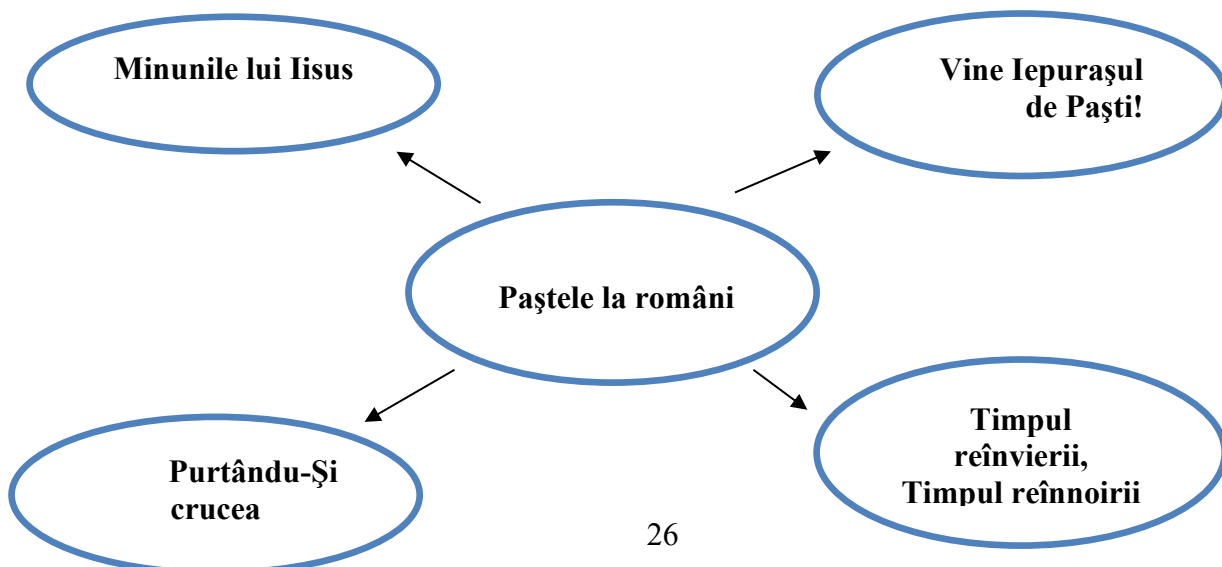 Minunile lui Iisus
Vine Iepuraşul
de Paşti!
Paştele la români
Purtându-Şi
crucea
Timpul
reînvierii,
Timpul reînnoirii
26